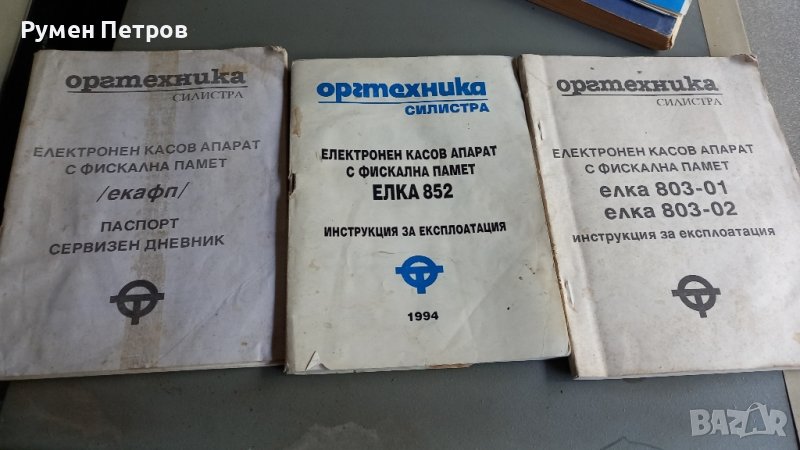 Румен Петров
оргтехника
СИЛИСТРА
ЕЛЕКТРОНЕН КАСОВ АПАРАТ
С ФИСКАЛНА ПАМЕТ
/екафп/
ПАСПОРТ
СЕРВИЗЕН ДНЕВНИК
оргтехника
СИЛИСТРА
ЕЛЕКТРОНЕН КАСОВ АПАРАТ
С ФИСКАЛНА ПАМЕТ
ЕЛКА 852
ИНСТРУКЦИЯ ЗА ЕКСПЛОАТАЦИЯ
1994
оргтехника
СИЛИСТРА
ЕЛЕКТРОНЕН КАСОВ АПАРАТ
С ФИСКАЛНА ПАМЕТ
елка 803-01
елка 803-02
ИНСТРУКЦИЯ ЗА ЕКСПЛОАТАЦИЯ
BAZAR